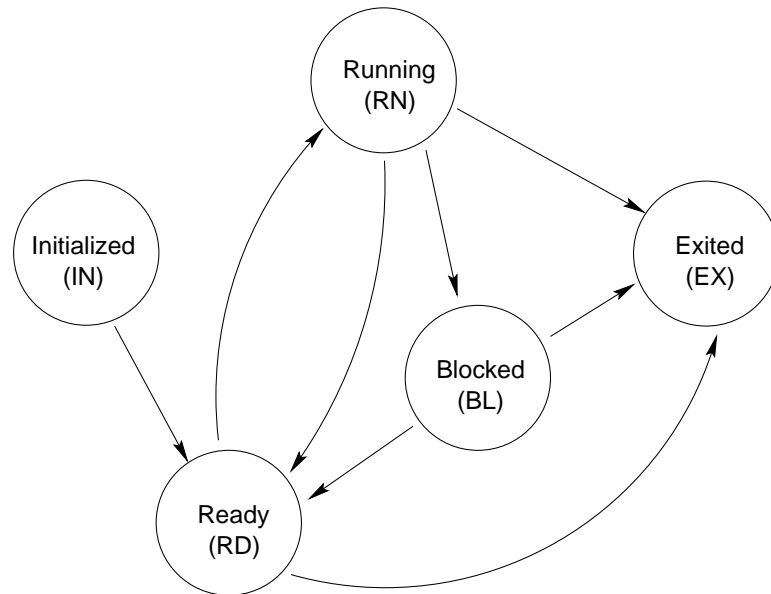 Running
(RN)
Initialized
(IN)
Exited
(EX)
Blocked
(BL)
Ready
(RD)